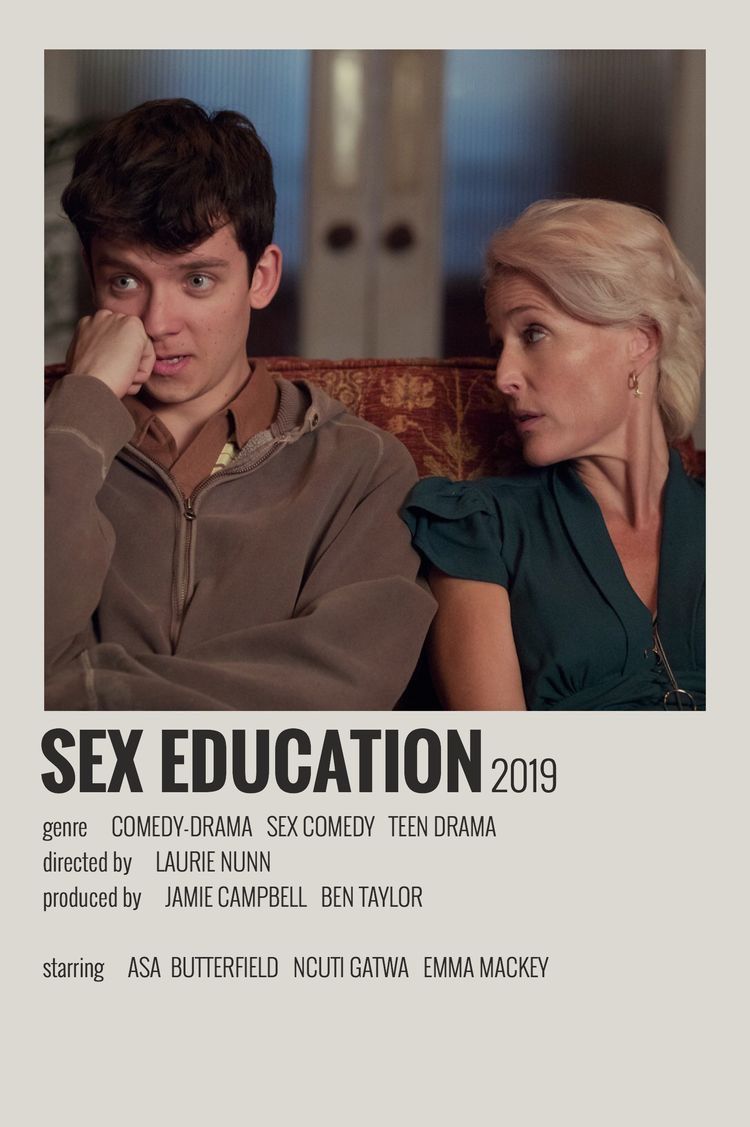 SEX EDUCATION 2019
genre COMEDY-DRAMA SEX COMEDY TEEN DRAMA
directed by LAURIE NUNN
produced by JAMIE CAMPBELL BEN TAYLOR
starring ASA BUTTERFIELD NCUTI GATWA EMMA MACKEY